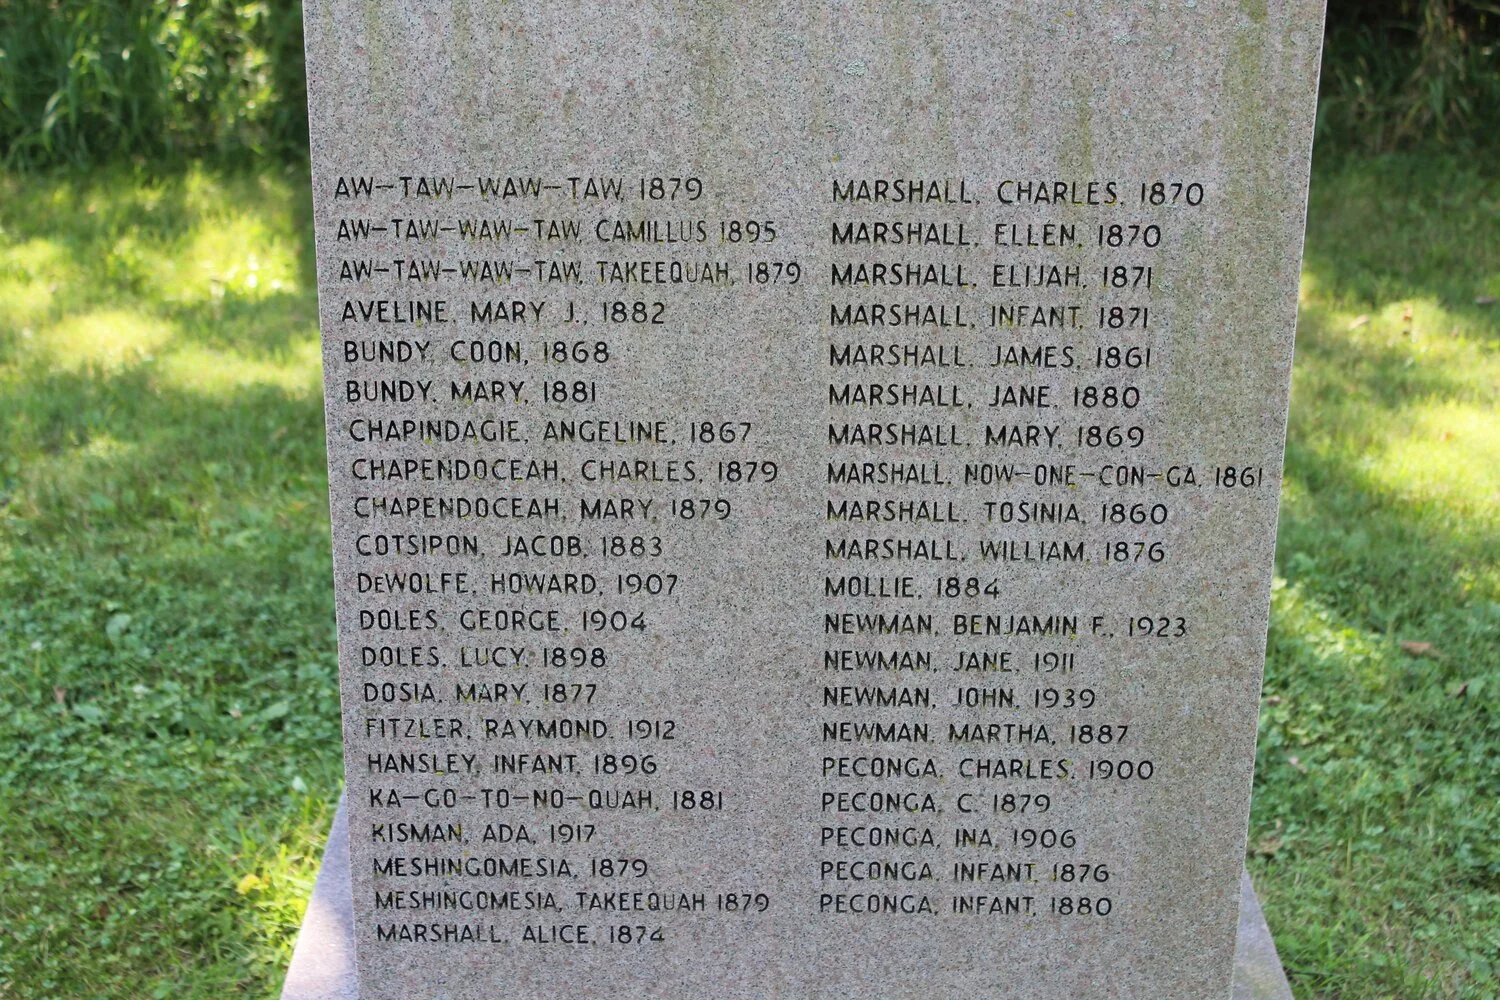 AW-TAW-WAW-TAW, 1879
AW-TAW-WAW-TAW, CAMILLUS 1895
AW-TAW-WAW-TAW, TAKEEQUAH, 1879
AVELINE, MARY J., 1882
BUNDY, COON, 1868
BUNDY, MARY, 1881
CHAPINDAGIE, ANGELINE, 1867
CHAPENDOCEAH, CHARLES, 1879
CHAPENDOCEAH, MARY, 1879
COTSIPON, JACOB, 1883
DeWOLFE, HOWARD, 1907
DOLES, GEORGE, 1904
DOLES, LUCY, 1898
DOSIA, MARY, 1877
FITZLER, RAYMOND, 1912
HANSLEY, INFANT, 1896
KA-GO-TO-NO-QUAH, 1881
KISMAN, ADA, 1917
MESHINGOMESIA, 1879
MESHINGOMESIA, TAKEEQUAH 1879
MARSHALL, ALICE, 1874
MARSHALL, CHARLES, 1870
MARSHALL, ELLEN, 1870
MARSHALL, ELIJAH, 1871
MARSHALL, INFANT, 1871
MARSHALL, JAMES, 1861
MARSHALL, JANE, 1880
MARSHALL, MARY, 1869
MARSHALL, NOW-ONE-CON-GA, 1861
MARSHALL, TOSINIA, 1860
MARSHALL, WILLIAM, 1876
MOLLIE, 1884
NEWMAN, BENJAMIN F., 1923
NEWMAN, JANE, 1911
NEWMAN, JOHN, 1939
NEWMAN, MARTHA, 1887
PECONGA, CHARLES, 1900
PECONGA, C. 1879
PECONGA, INA, 1906
PECONGA, INFANT, 1876
PECONGA, INFANT, 1880